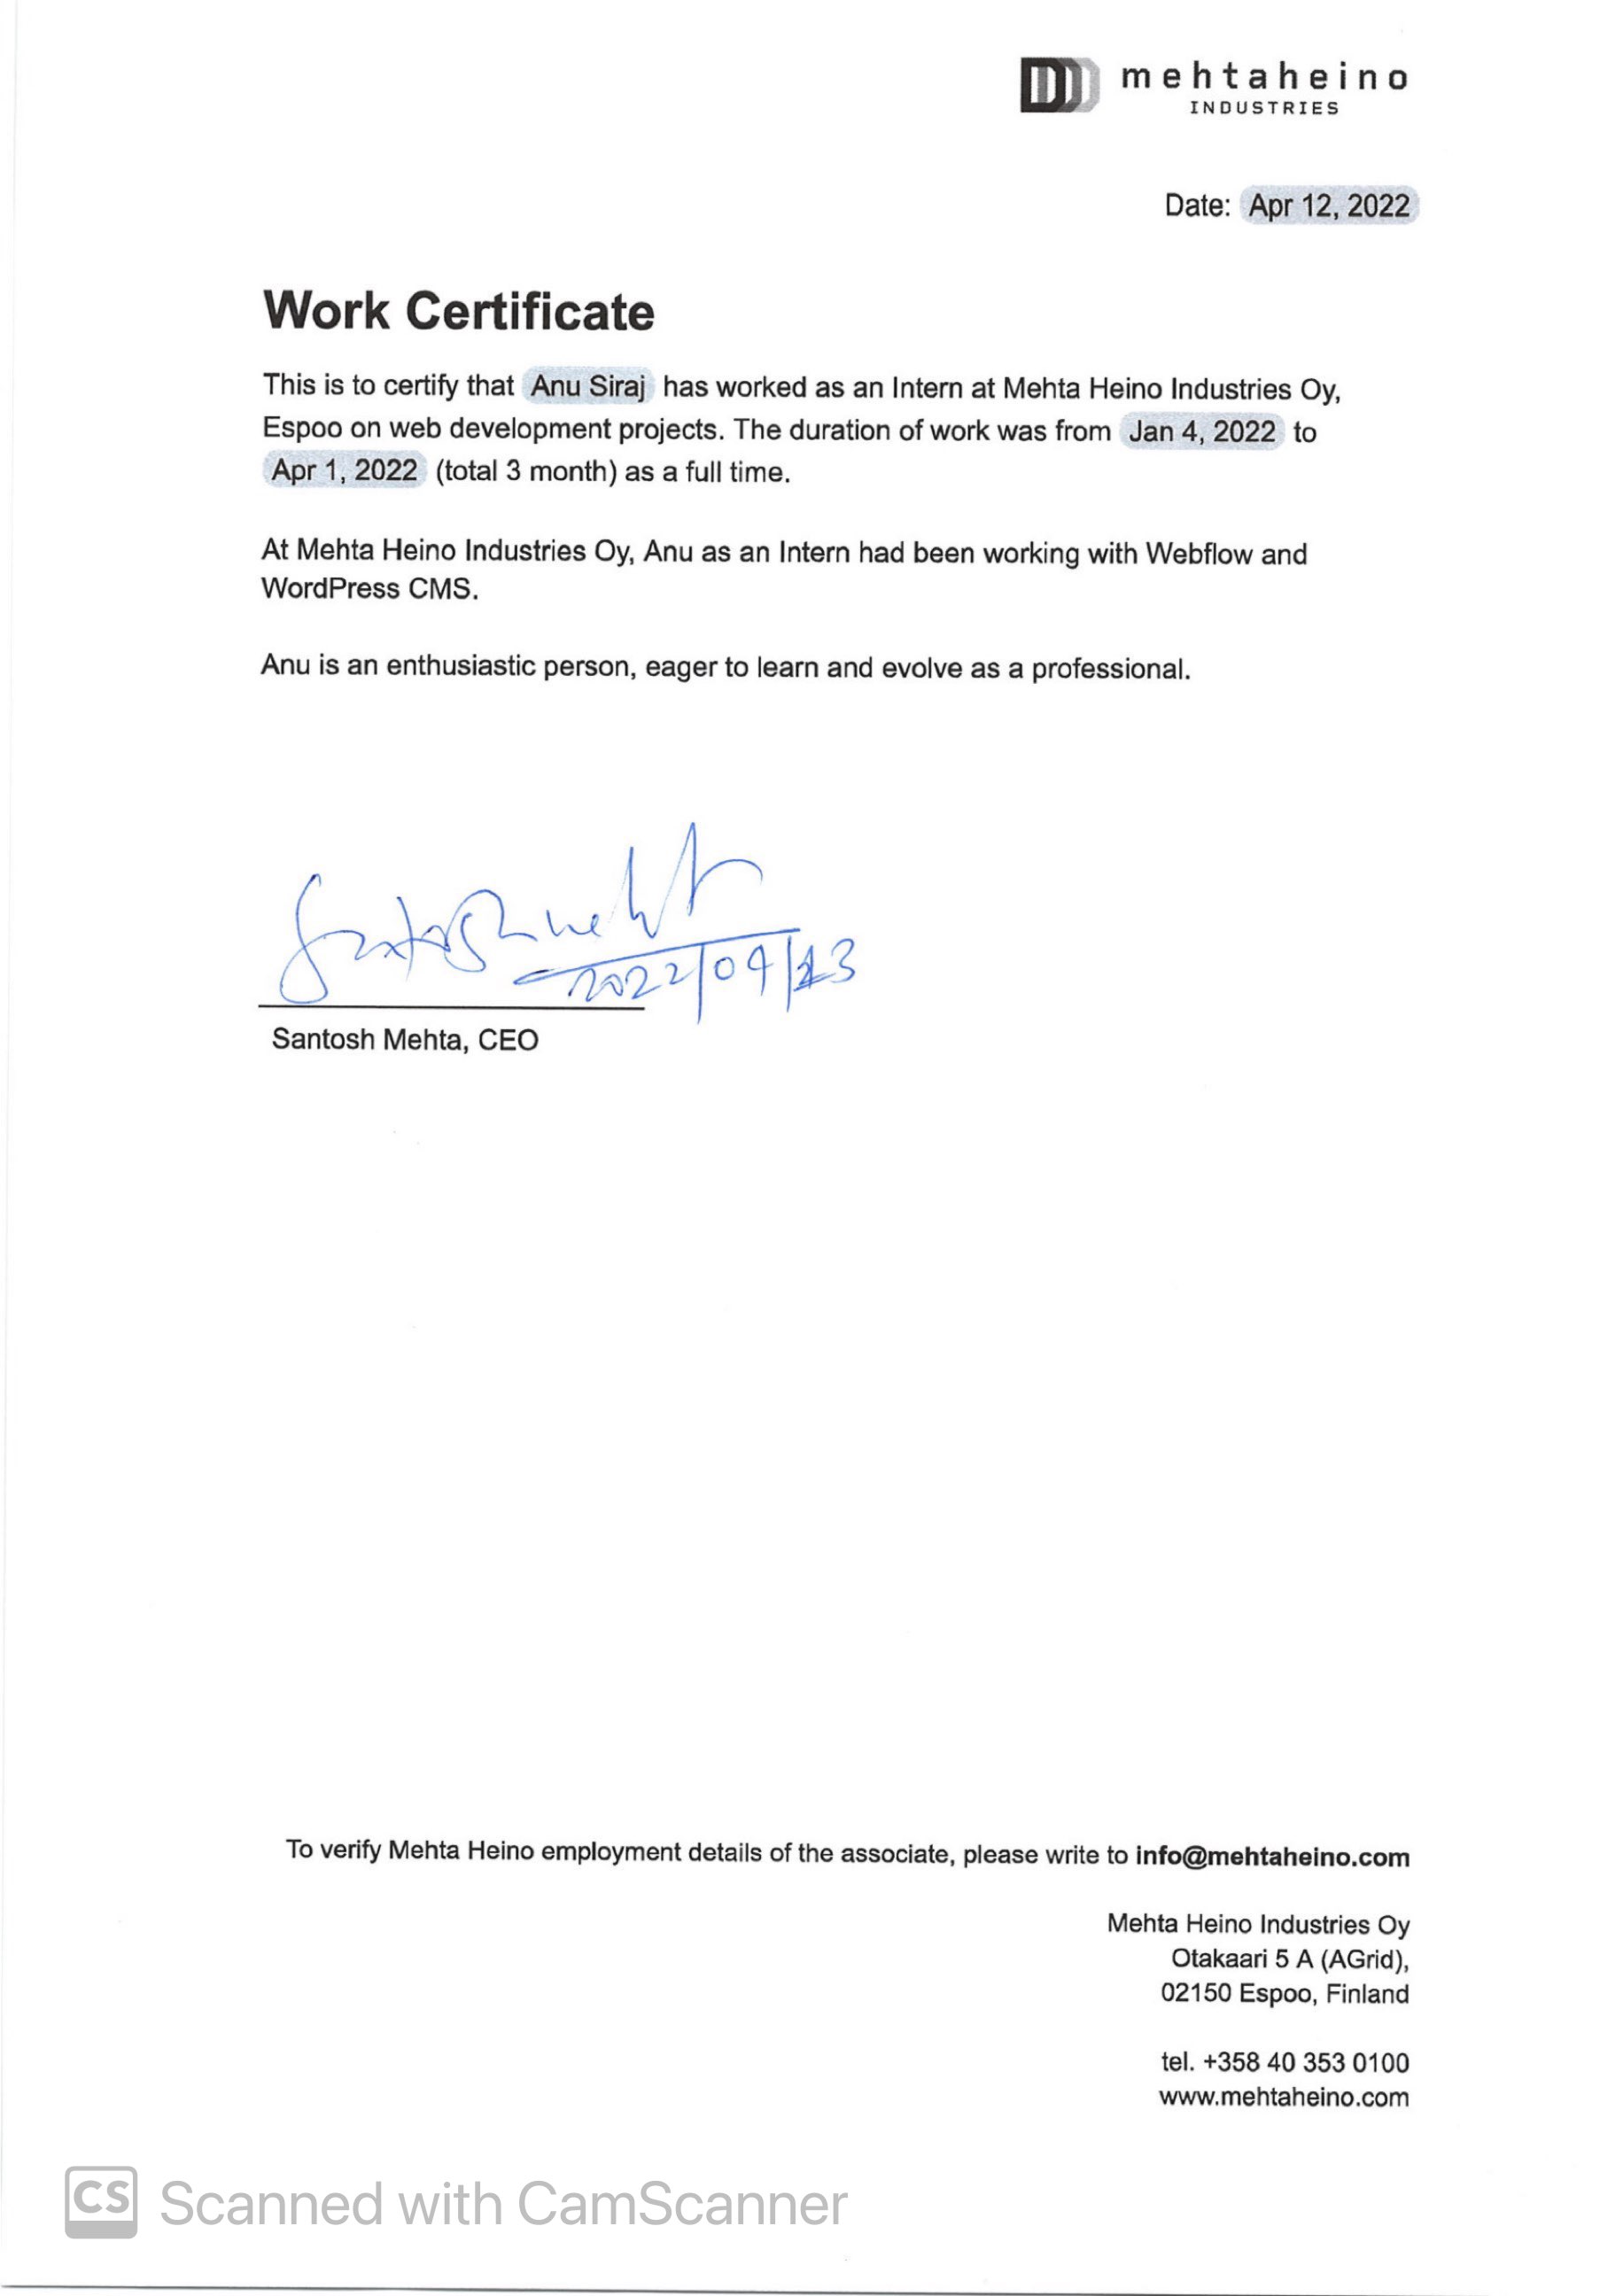 mehtaheino
INDUSTRIES
Date: Apr 12, 2022
Work Certificate
This is to certify that Anu Siraj has worked as an Intern at Mehta Heino Industries Oy,
Espoo on web development projects. The duration of work was from Jan 4, 2022 to
Apr 1, 2022 (total 3 month) as a full time.
At Mehta Heino Industries Oy, Anu as an Intern had been working with Webflow and
WordPress CMS.
Anu is an enthusiastic person, eager to learn and evolve as a professional.
Santosh Mehta
2022/04/
Santosh Mehta, CEO
To verify Mehta Heino employment details of the associate, please write to info@mehtaheino.com
Mehta Heino Industries Oy
Otakaari 5 A (AGrid),
02150 Espoo, Finland
tel. +358 40 353 0100
www.mehtaheino.com
CS Scanned with CamScanner